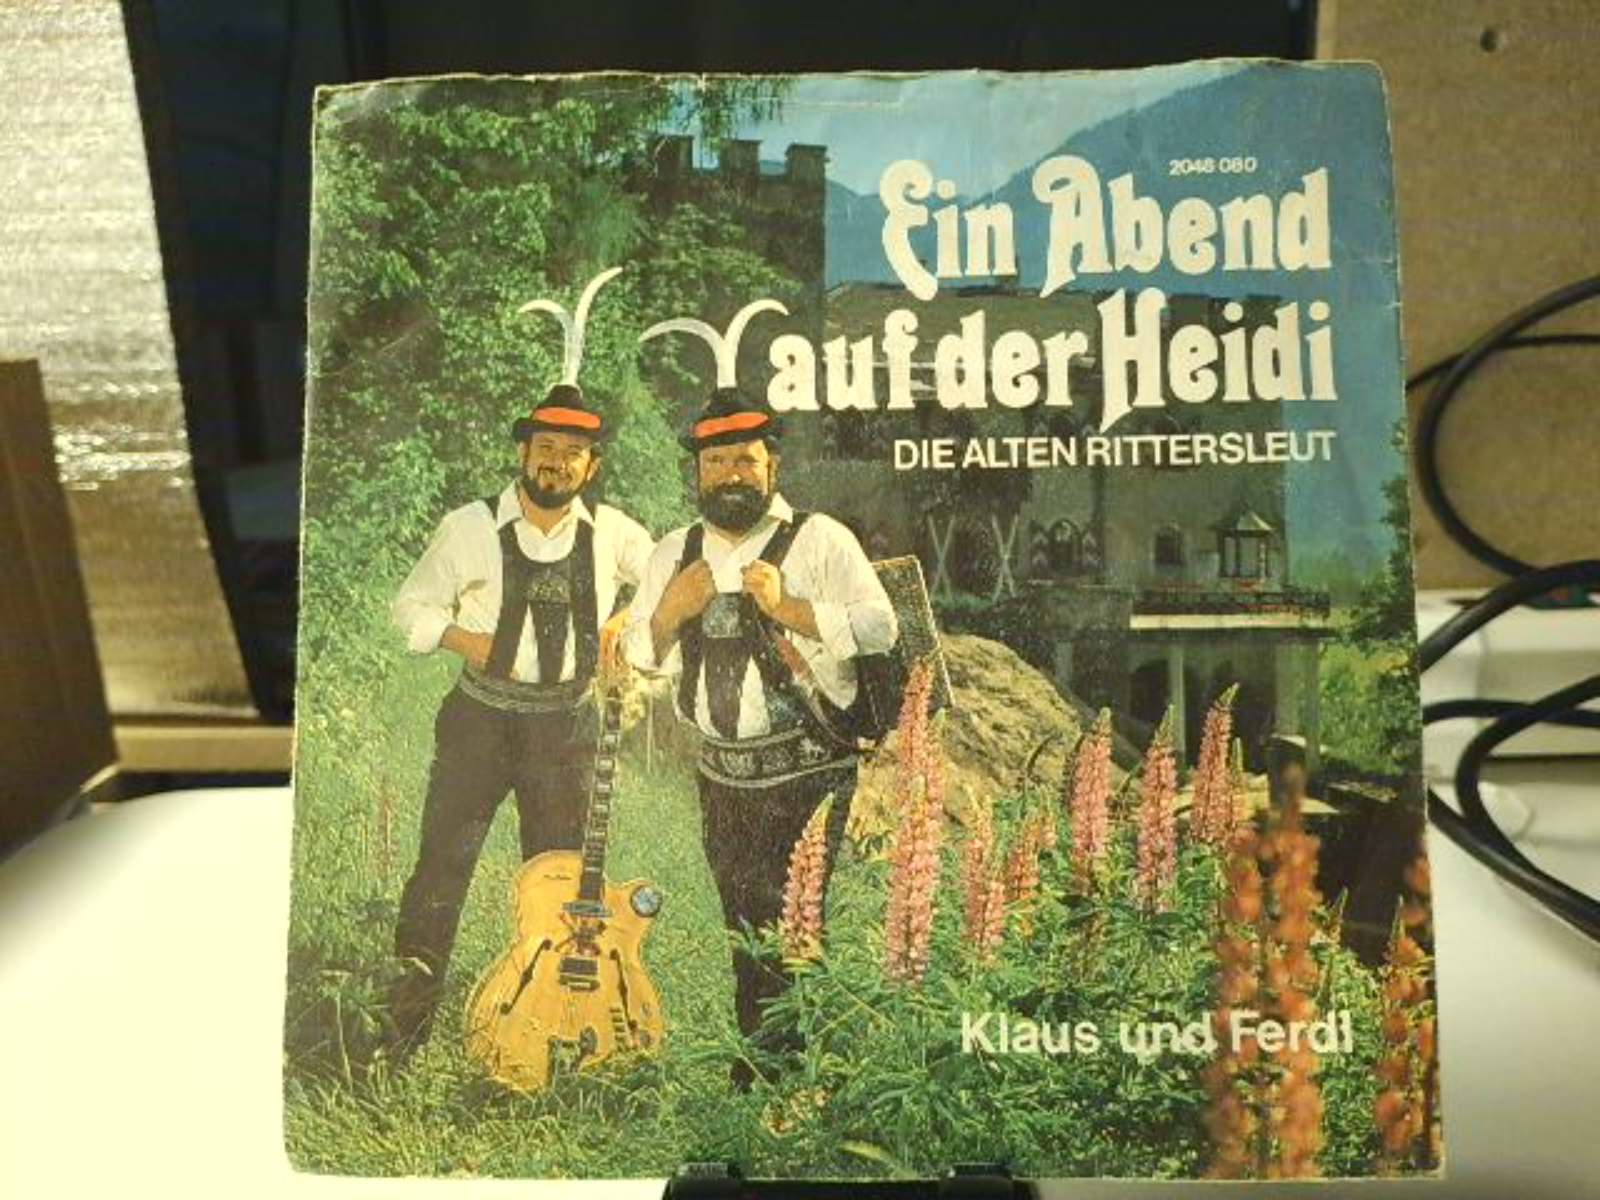 2048 080
Ein Abend
auf der Heidi
DIE ALTEN RITTERSLEUT
Klaus und Ferdl